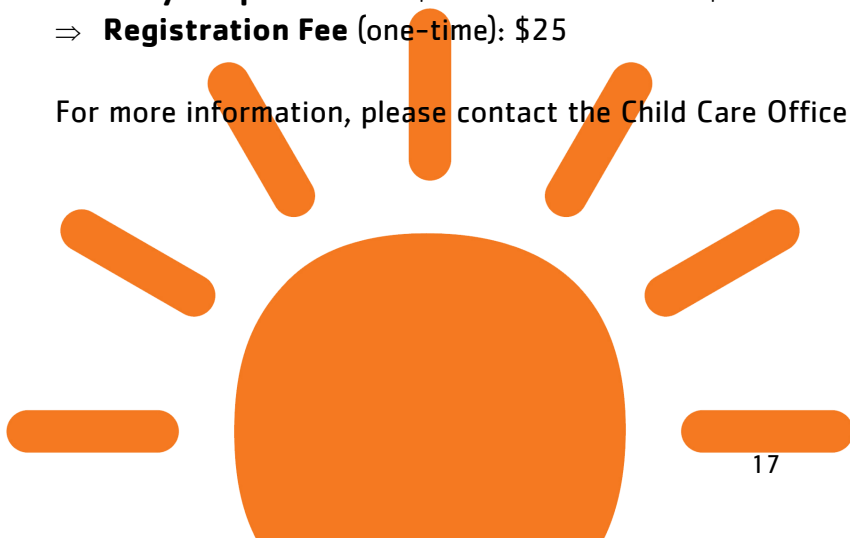 ⇒ Registration Fee (one-time): $25
For more information, please contact the Child Care Office
17